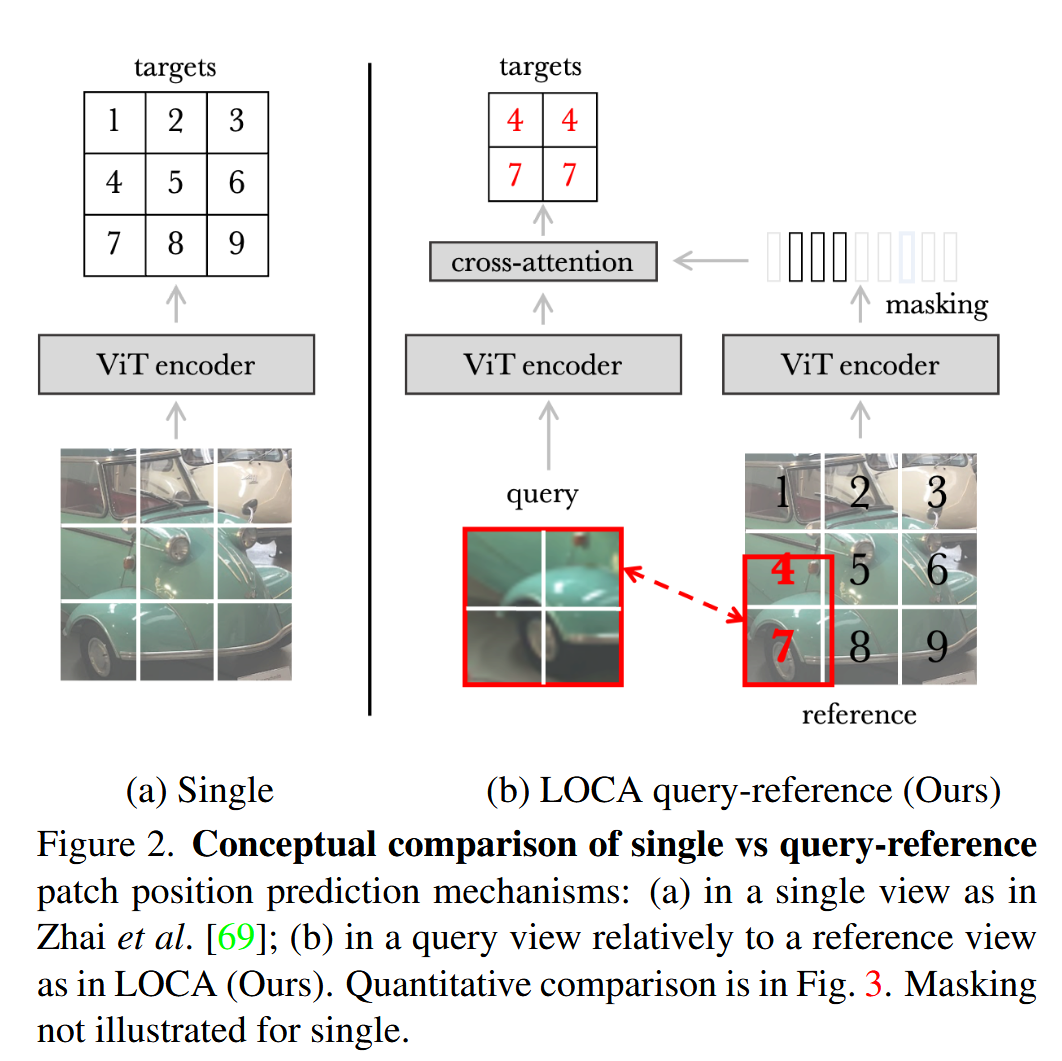 targets
1 2 3
4 5 6
7 8 9
ViT encoder
targets
4 4
7 7
cross-attention
masking
ViT encoder
ViT encoder
query
1 2 3
4 5 6
7 8 9
reference
(a) Single
(b) LOCA query-reference (Ours)
Figure 2. Conceptual comparison of single vs query-reference
patch position prediction mechanisms: (a) in a single view as in
Zhai et al. [69]; (b) in a query view relatively to a reference view
as in LOCA (Ours). Quantitative comparison is in Fig. 3. Masking
not illustrated for single.